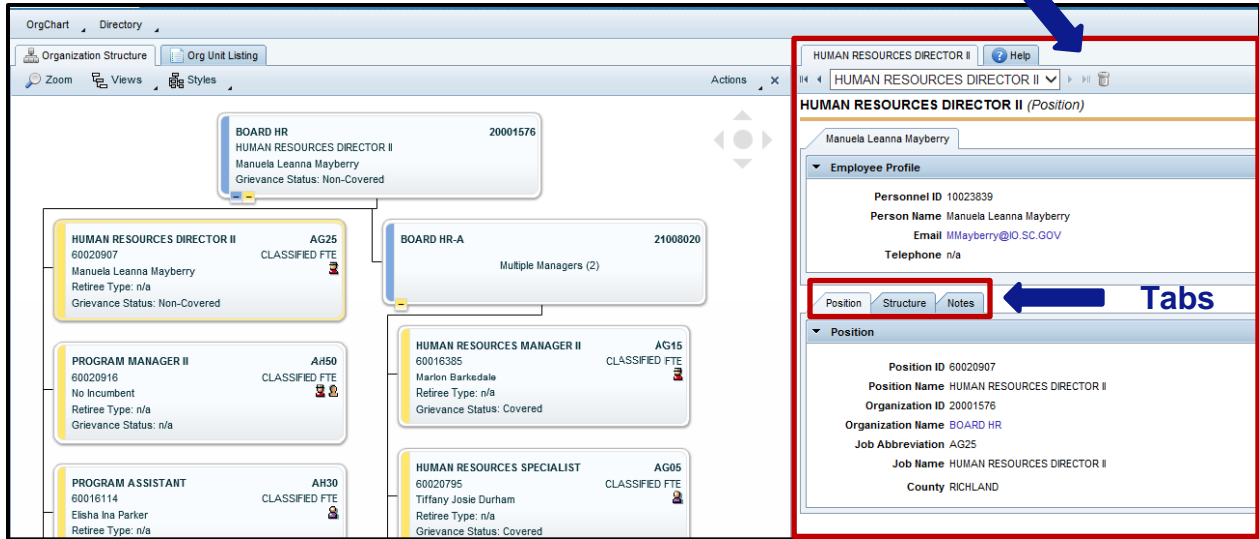 OrgChart Directory
Organization Structure Org Unit Listing
Zoom Views Styles Actions x
BOARD HR 20001576
HUMAN RESOURCES DIRECTOR II
Manuela Leanna Mayberry
Grievance Status: Non-Covered
HUMAN RESOURCES DIRECTOR II AG25
60020907 CLASSIFIED FTE
Manuela Leanna Mayberry
Retiree Type: n/a
Grievance Status: Non-Covered
BOARD HR-A 21008020
Multiple Managers (2)
PROGRAM MANAGER II AH50
60020916 CLASSIFIED FTE
No Incumbent
Retiree Type: n/a
Grievance Status: n/a
HUMAN RESOURCES MANAGER II AG15
60016385 CLASSIFIED FTE
Marlon Barkedale
Retiree Type: n/a
Grievance Status: Covered
PROGRAM ASSISTANT AH30
60016114 CLASSIFIED FTE
Elisha Ina Parker
Retiree Type: n/a
HUMAN RESOURCES SPECIALIST AG05
60020795 CLASSIFIED FTE
Tiffany Josie Durham
Retiree Type: n/a
Grievance Status: Covered
HUMAN RESOURCES DIRECTOR II Help
HUMAN RESOURCES DIRECTOR II
HUMAN RESOURCES DIRECTOR II (Position)
Manuela Leanna Mayberry
Employee Profile
Personnel ID 10023839
Person Name Manuela Leanna Mayberry
Email MMayberry@IO.SC.GOV
Telephone n/a
Position Structure Notes
Tabs
Position
Position ID 60020907
Position Name HUMAN RESOURCES DIRECTOR II
Organization ID 20001576
Organization Name BOARD HR
Job Abbreviation AG25
Job Name HUMAN RESOURCES DIRECTOR II
County RICHLAND